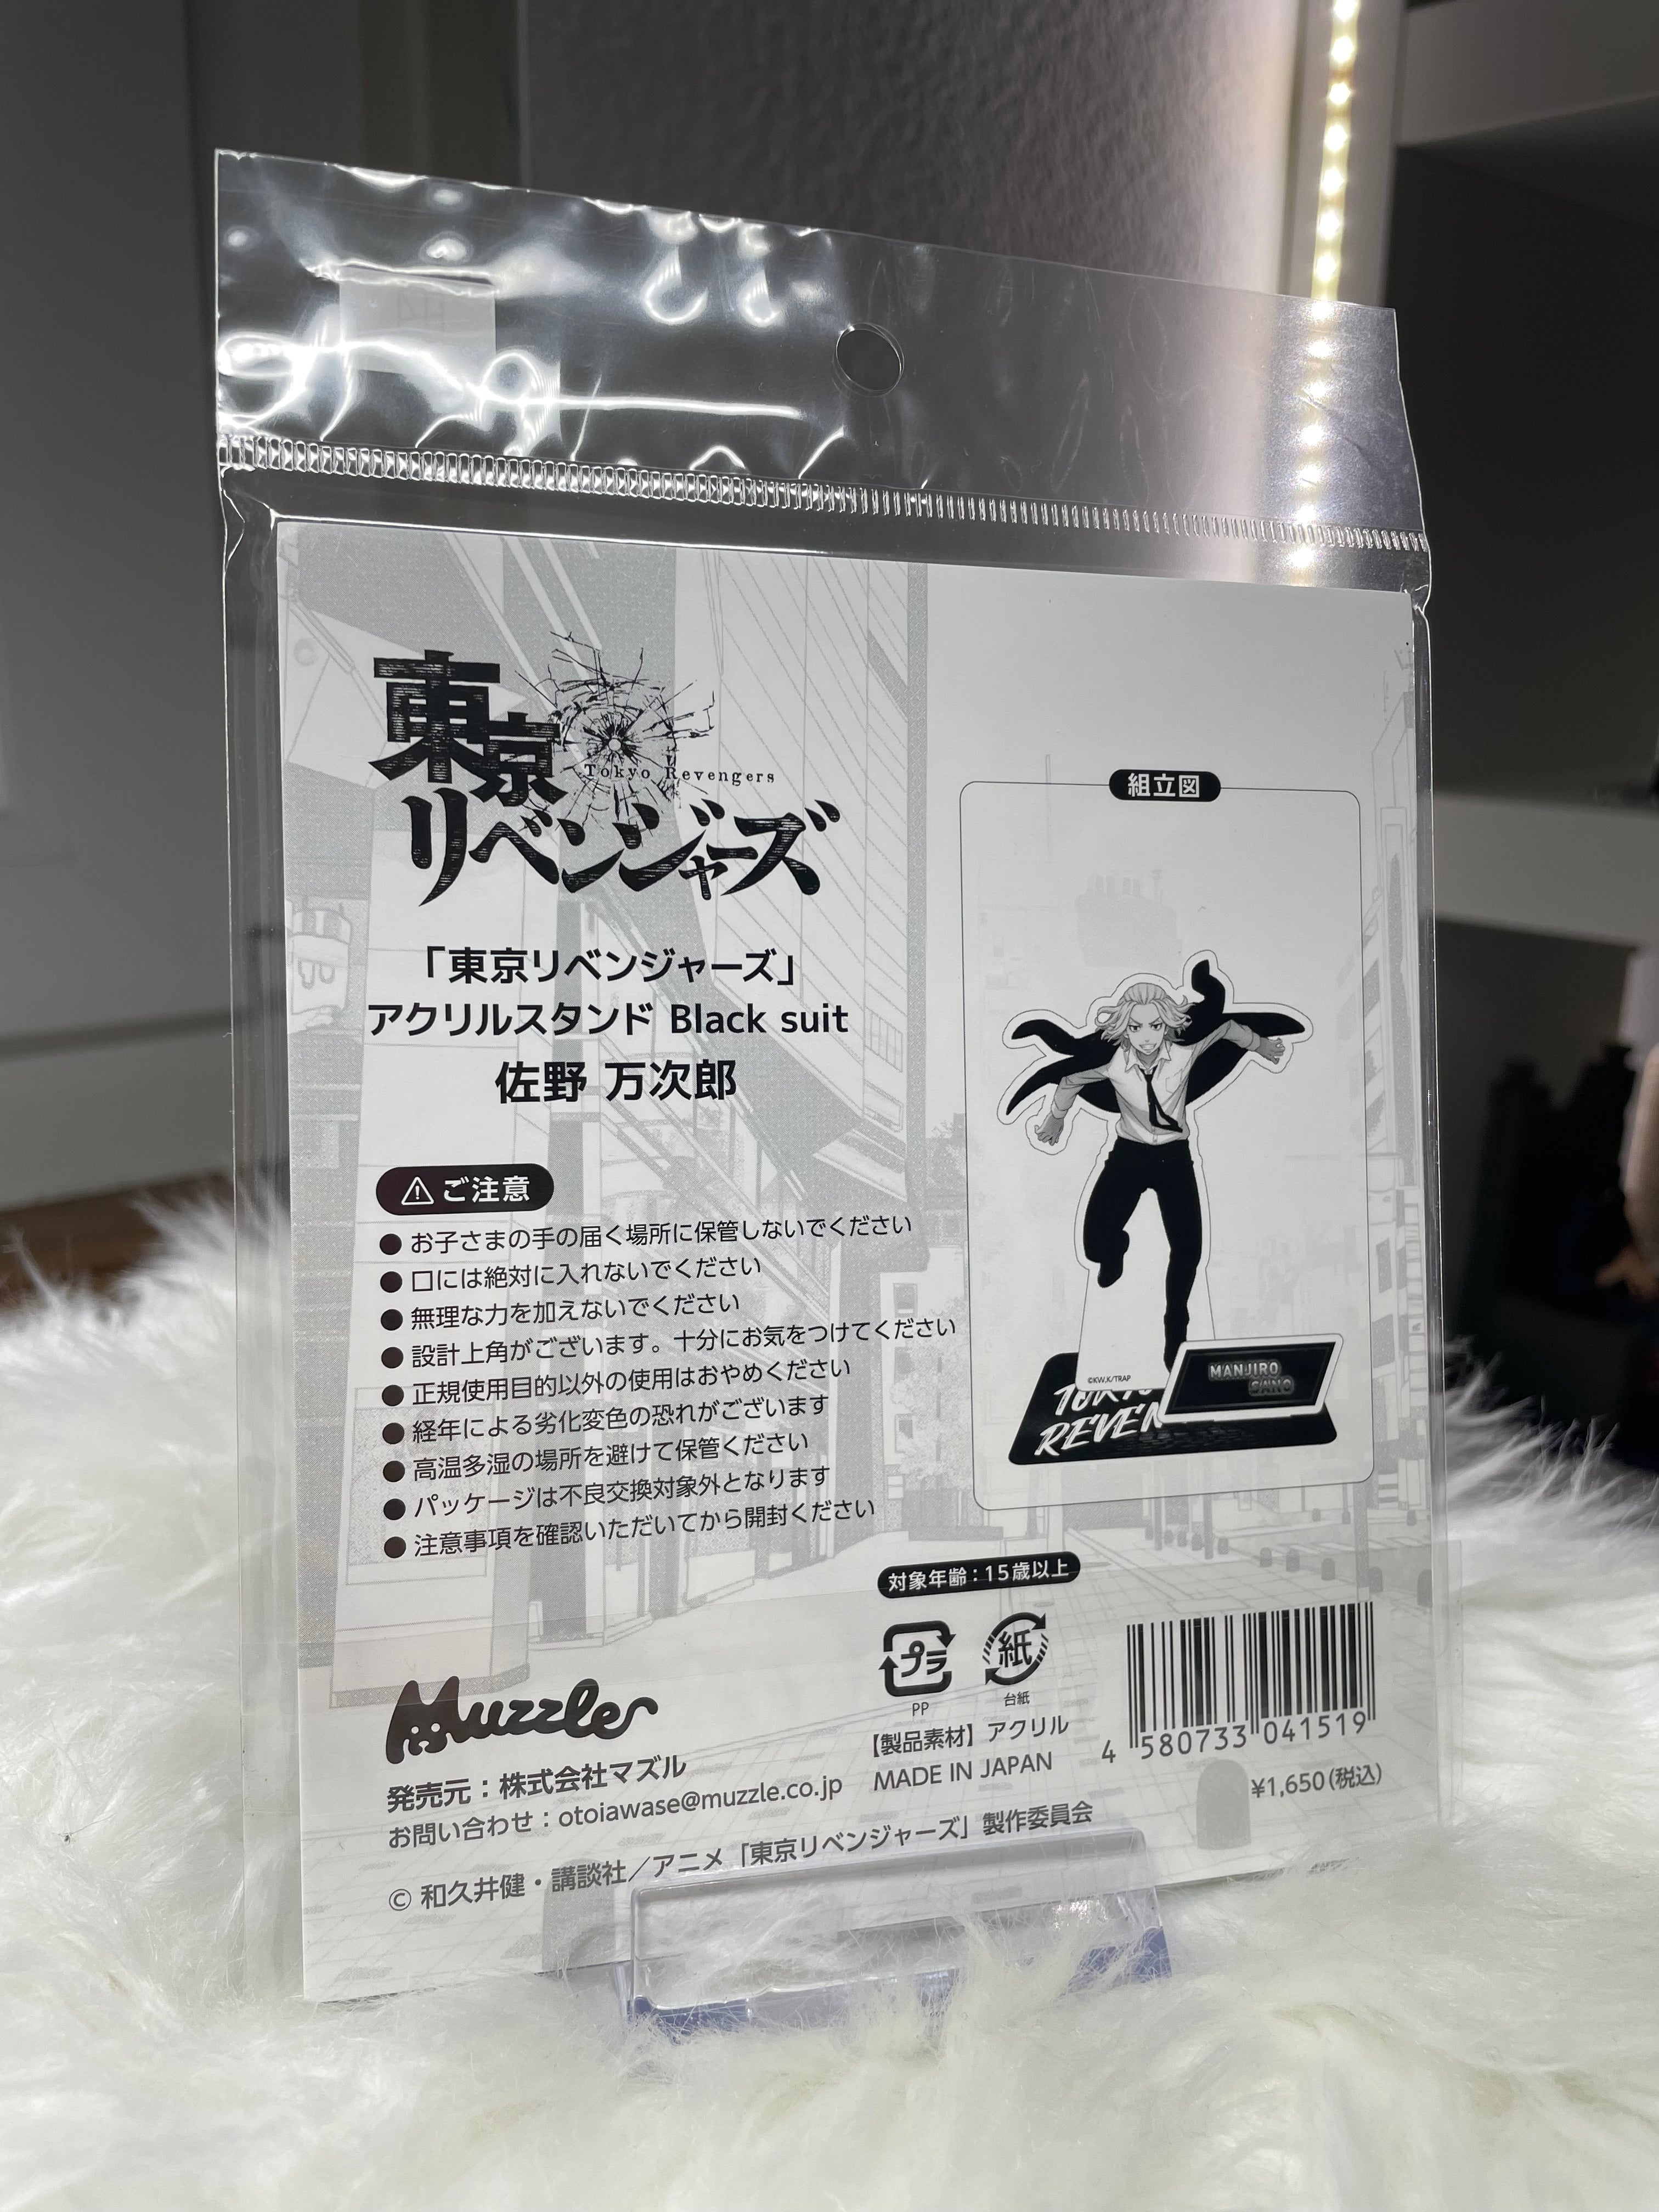 東京
Tokyo Revengers
リベンジャーズ
「東京リベンジャーズ」
アクリルスタンド Black suit
佐野 万次郎
ご注意
● お子さまの手の届く場所に保管しないでください
● 口には絶対に入れないでください
● 無理な力を加えないでください
● 設計上角がございます。十分にお気をつけてください
● 正規使用目的以外の使用はおやめください
● 経年による劣化変色の恐れがございます
● 高温多湿の場所を避けて保管ください
● パッケージは不良交換対象外となります
● 注意事項を確認いただいてから開封ください
組立図
©KW.K/TRAP
MANJIRO
SANO
TOKYO
REVEN
対象年齢:15歳以上
プラ
PP
紙
台紙
【製品素材】アクリル
MADE IN JAPAN
4 580733 041519
¥1,650(税込)
Muzzle
発売元:株式会社マズル
お問い合わせ:otoiawase@muzzle.co.jp
© 和久井健・講談社/アニメ「東京リベンジャーズ」製作委員会